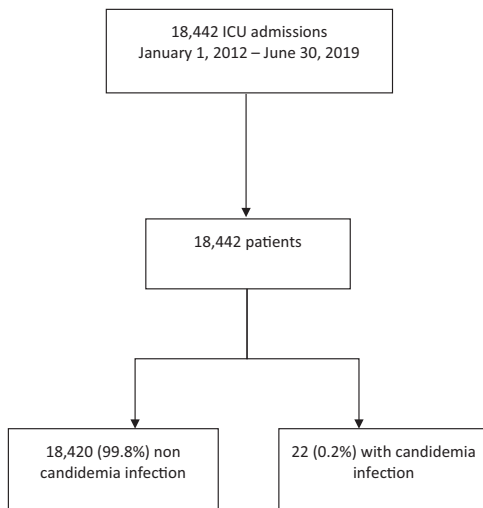 18,442 ICU admissions
January 1, 2012 – June 30, 2019
18,442 patients
18,420 (99.8%) non
candidemia infection
22 (0.2%) with candidemia
infection